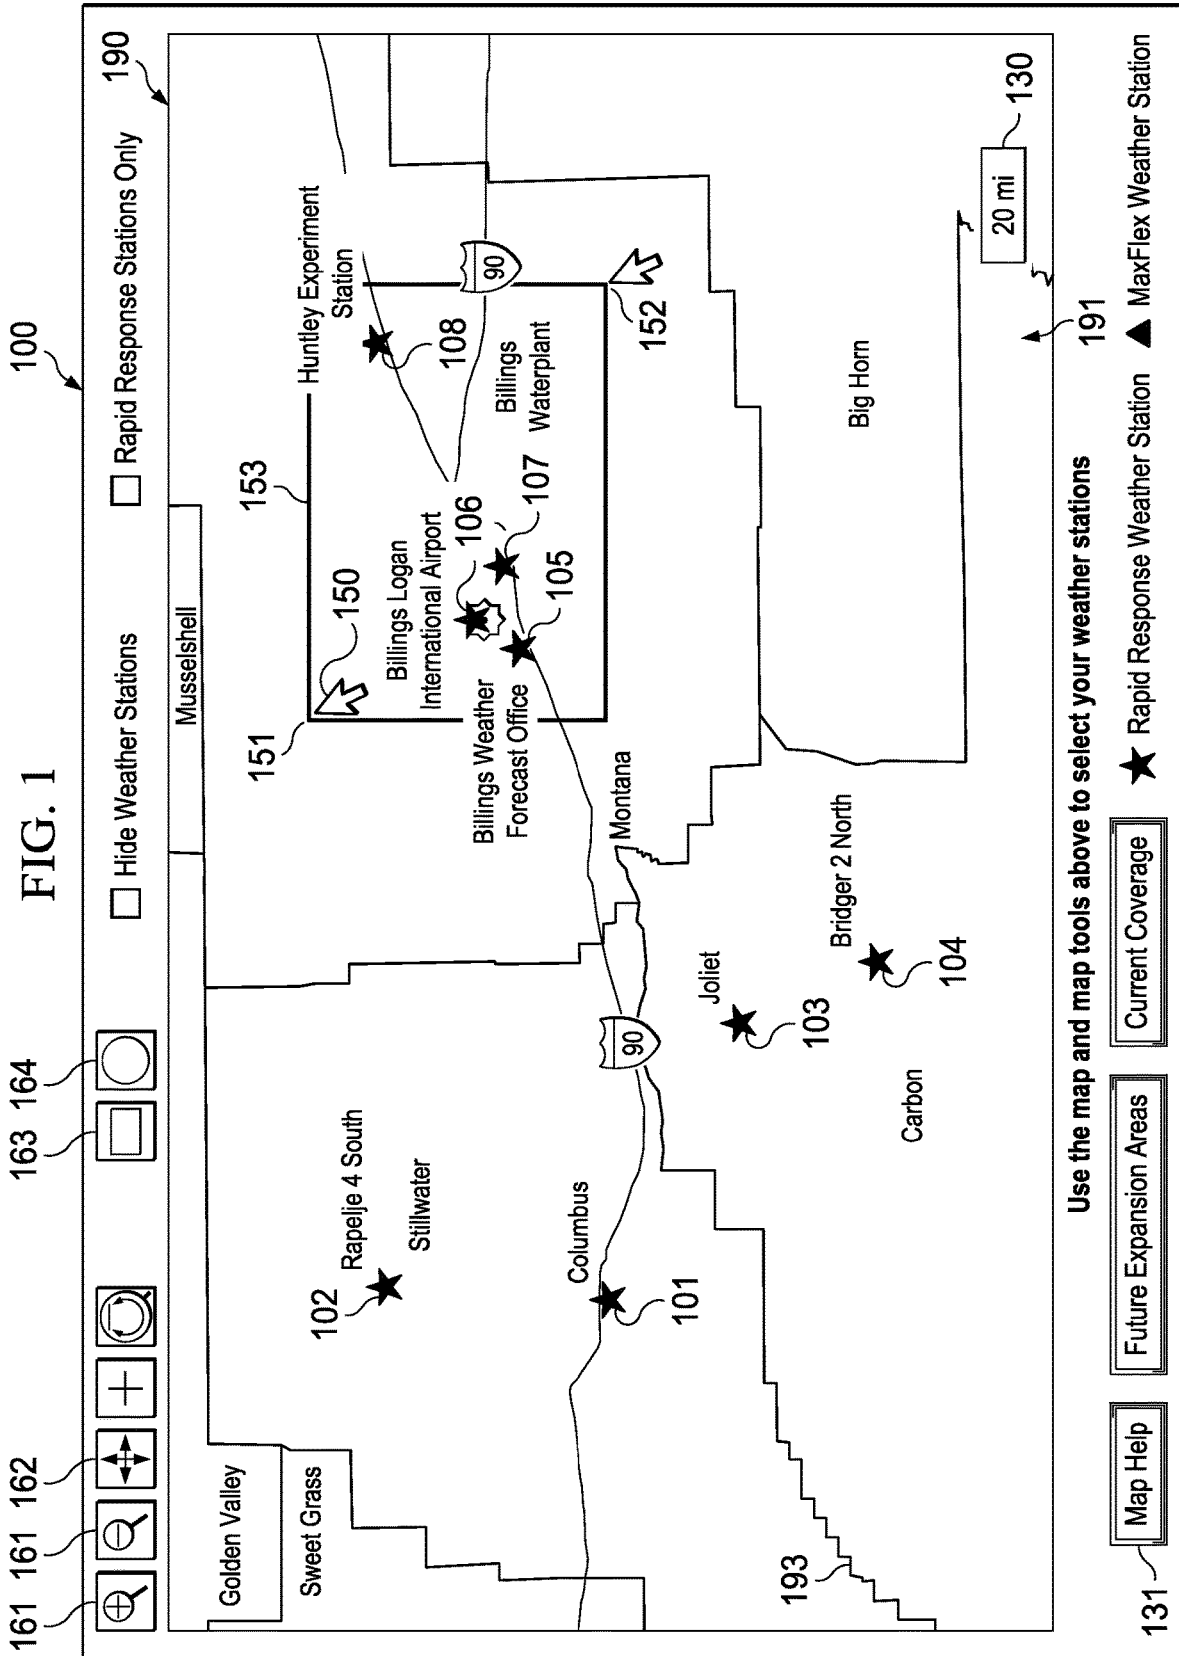 FIG. 1
100
161
161
162
163
164
Hide Weather Stations
Rapid Response Stations Only
190
Golden Valley
Sweet Grass
Musselshell
151
150
153
Huntley Experiment
Station
108
Billings Logan
International Airport
106
Billings Weather
Forecast Office
105
107
Billings
Waterplant
90
152
102
Rapelje 4 South
Stillwater
Columbus
101
90
Montana
Joliet
103
Bridger 2 North
104
Carbon
Big Horn
193
20 mi
130
191
Use the map and map tools above to select your weather stations
131
Map Help
Future Expansion Areas
Current Coverage
Rapid Response Weather Station
MaxFlex Weather Station